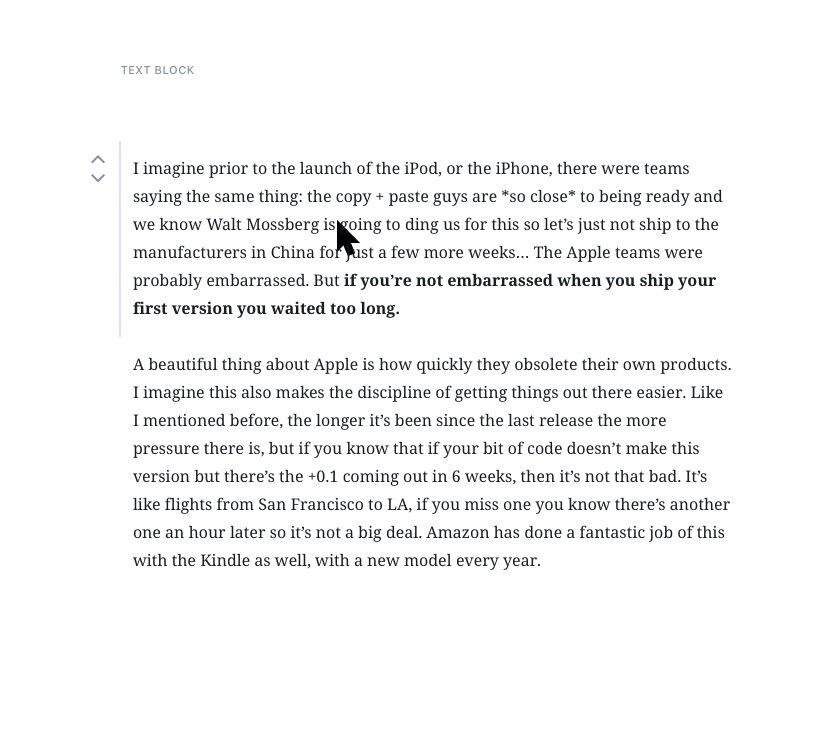 TEXT BLOCK
I imagine prior to the launch of the iPod, or the iPhone, there were teams
saying the same thing: the copy + paste guys are *so close* to being ready and
we know Walt Mossberg is going to ding us for this so let’s just not ship to the
manufacturers in China for just a few more weeks… The Apple teams were
probably embarrassed. But if you’re not embarrassed when you ship your
first version you waited too long.
A beautiful thing about Apple is how quickly they obsolete their own products.
I imagine this also makes the discipline of getting things out there easier. Like
I mentioned before, the longer it’s been since the last release the more
pressure there is, but if you know that if your bit of code doesn’t make this
version but there’s the +0.1 coming out in 6 weeks, then it’s not that bad. It’s
like flights from San Francisco to LA, if you miss one you know there’s another
one an hour later so it’s not a big deal. Amazon has done a fantastic job of this
with the Kindle as well, with a new model every year.